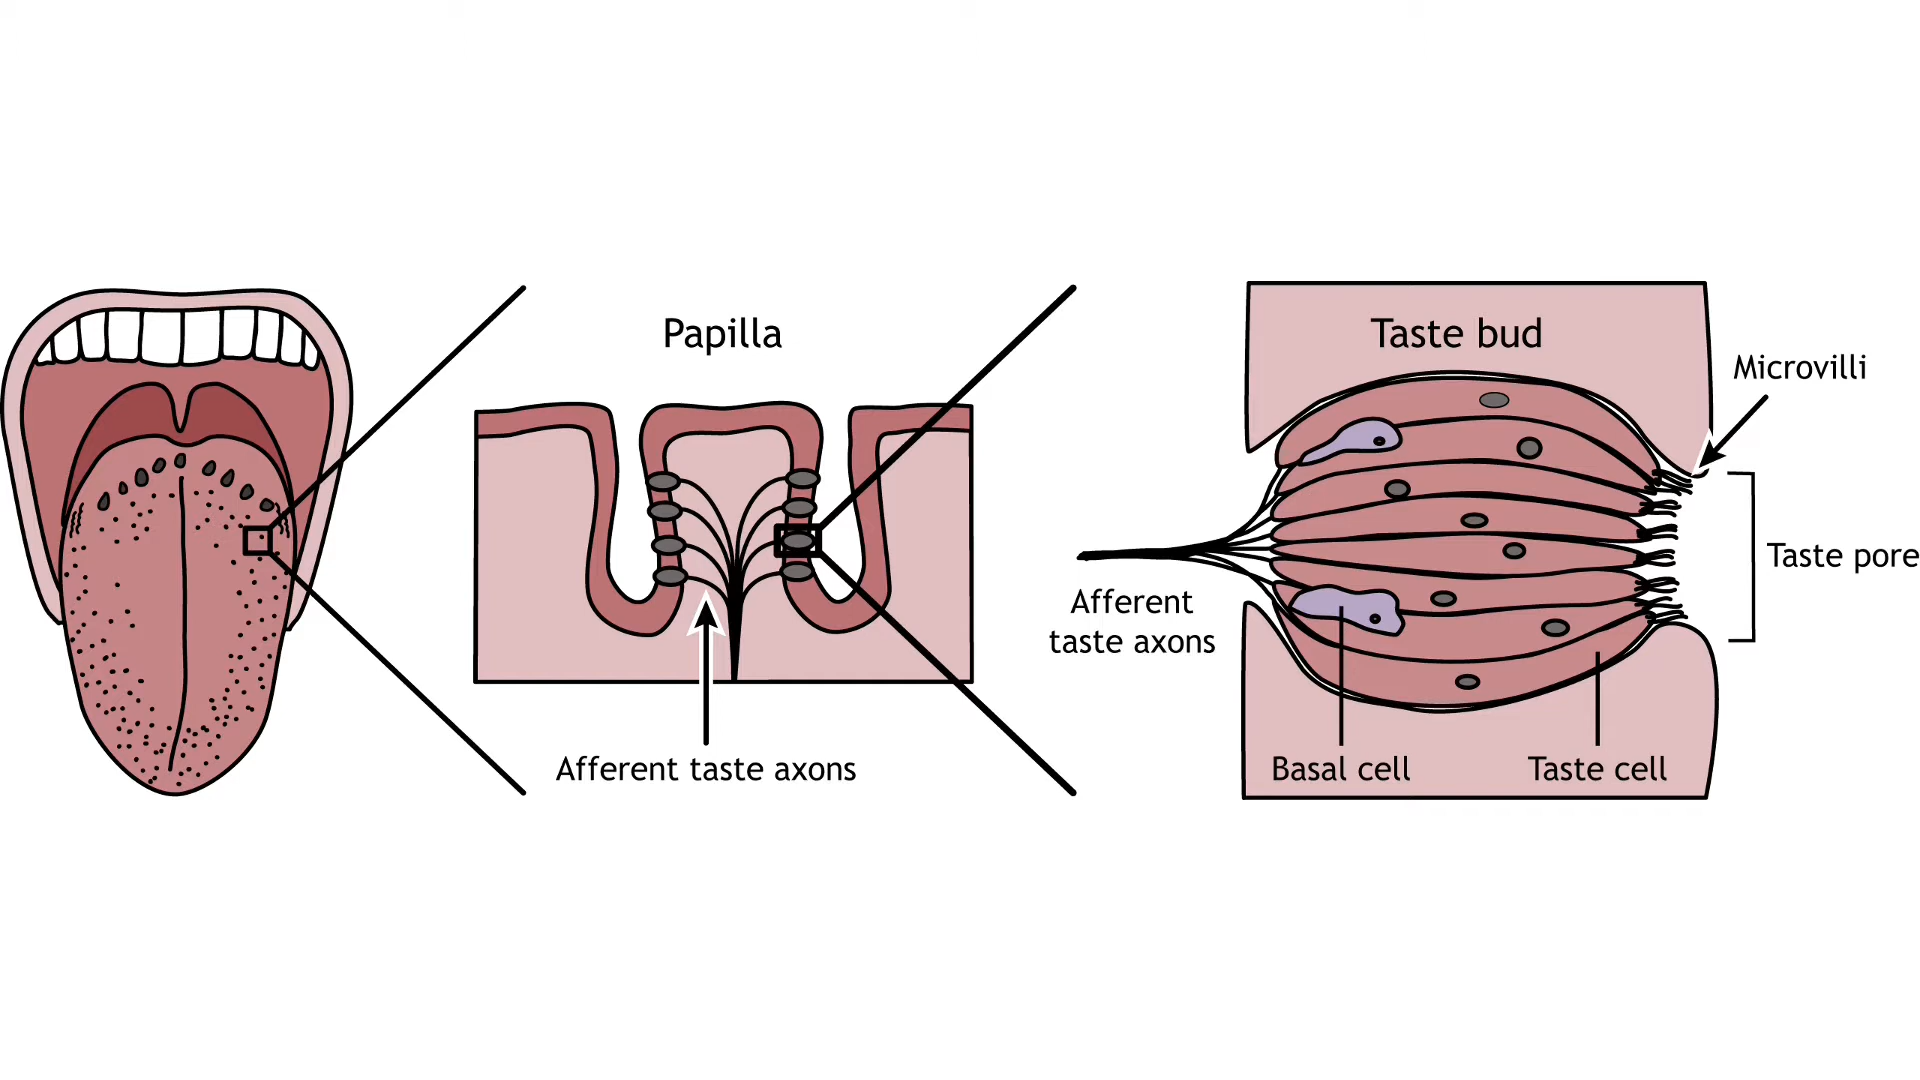 Papilla
Afferent taste axons
Taste bud
Microvilli
Taste pore
Afferent
taste axons
Basal cell
Taste cell